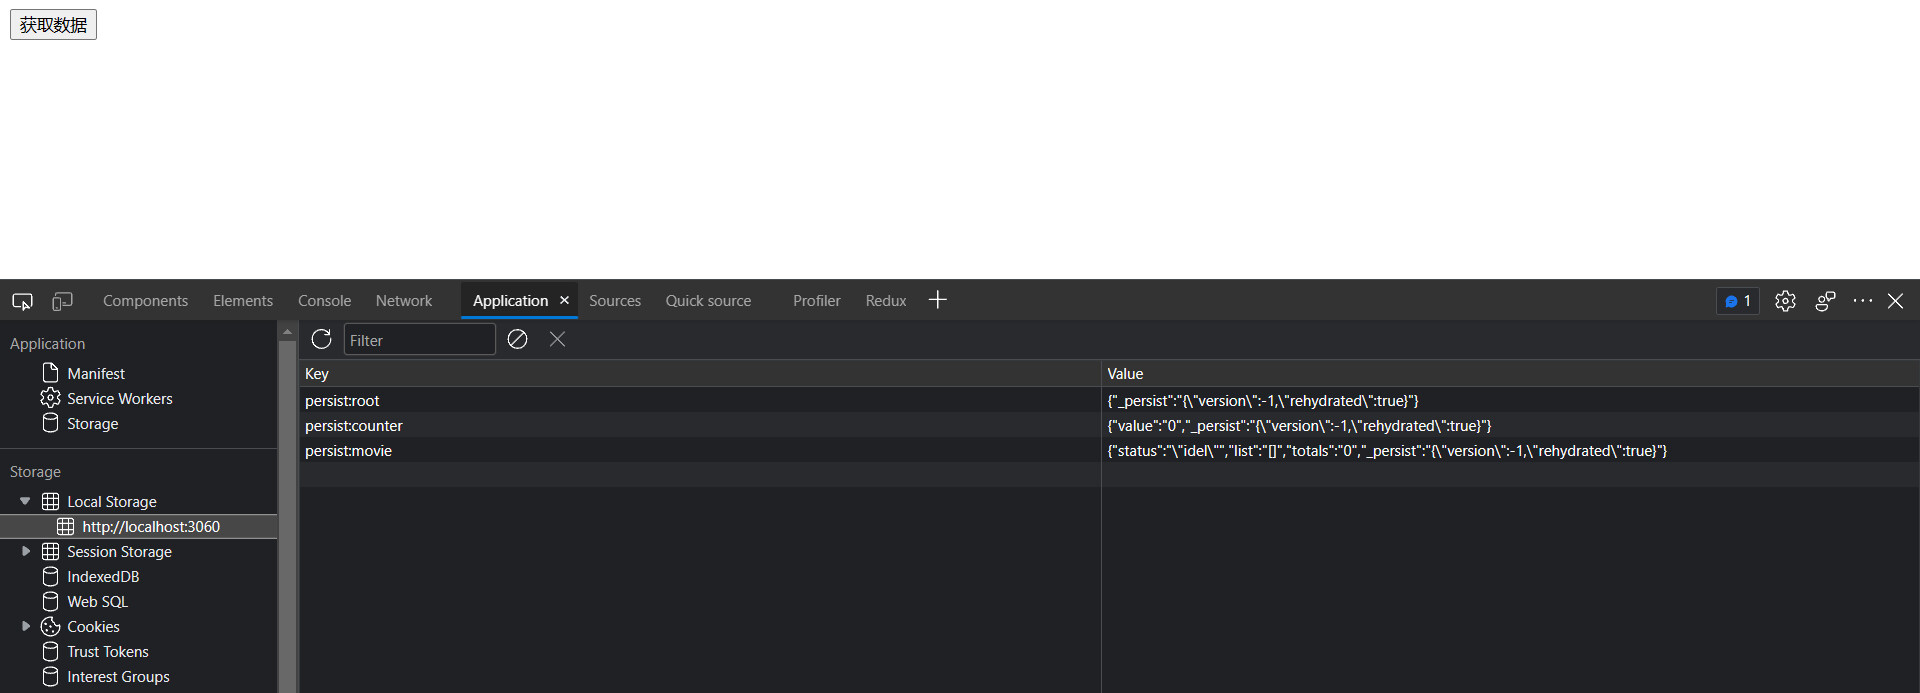 获取数据
Components Elements Console Network Application × Sources Quick source Profiler Redux + 1
Application
Manifest
Service Workers
Storage
Storage
Local Storage
http://localhost:3060
Session Storage
IndexedDB
Web SQL
Cookies
Trust Tokens
Interest Groups
Filter
Key Value
persist:root {"_persist":"{\"version\":-1,\"rehydrated\":true}"}
persist:counter {"value":"0","_persist":"{\"version\":-1,\"rehydrated\":true}"}
persist:movie {"status":"\"idel\"","list":"[]","totals":"0","_persist":"{\"version\":-1,\"rehydrated\":true}"}